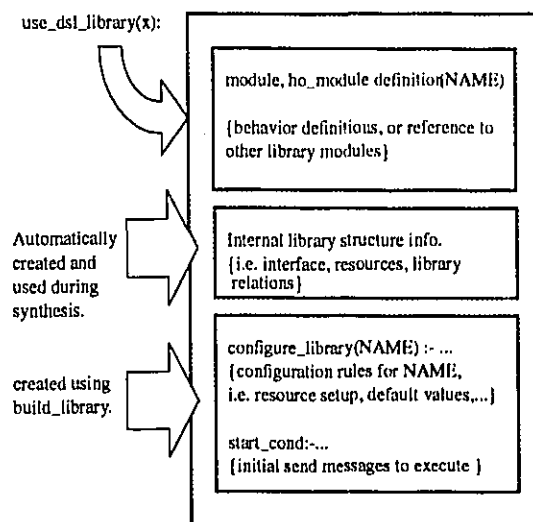 use_dsl_library(x):
module, ho_module definition(NAME)
{behavior definitions, or reference to
other library modules}
Automatically
created and
used during
synthesis.
Internal library structure info.
{i.e. interface, resources, library
relations}
created using
build_library.
configure_library(NAME) :- ...
{configuration rules for NAME,
i.e. resource setup, default values,...}
start_cond:-...
{initial send messages to execute }